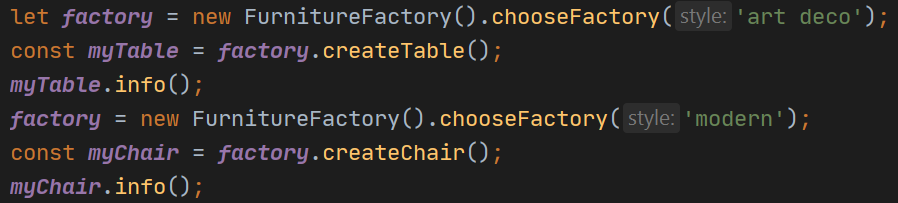 let factory = new FurnitureFactory().chooseFactory( style: 'art deco');
const myTable = factory.createTable();
myTable.info();
factory = new FurnitureFactory().chooseFactory( style: 'modern');
const myChair = factory.createChair();
myChair.info();